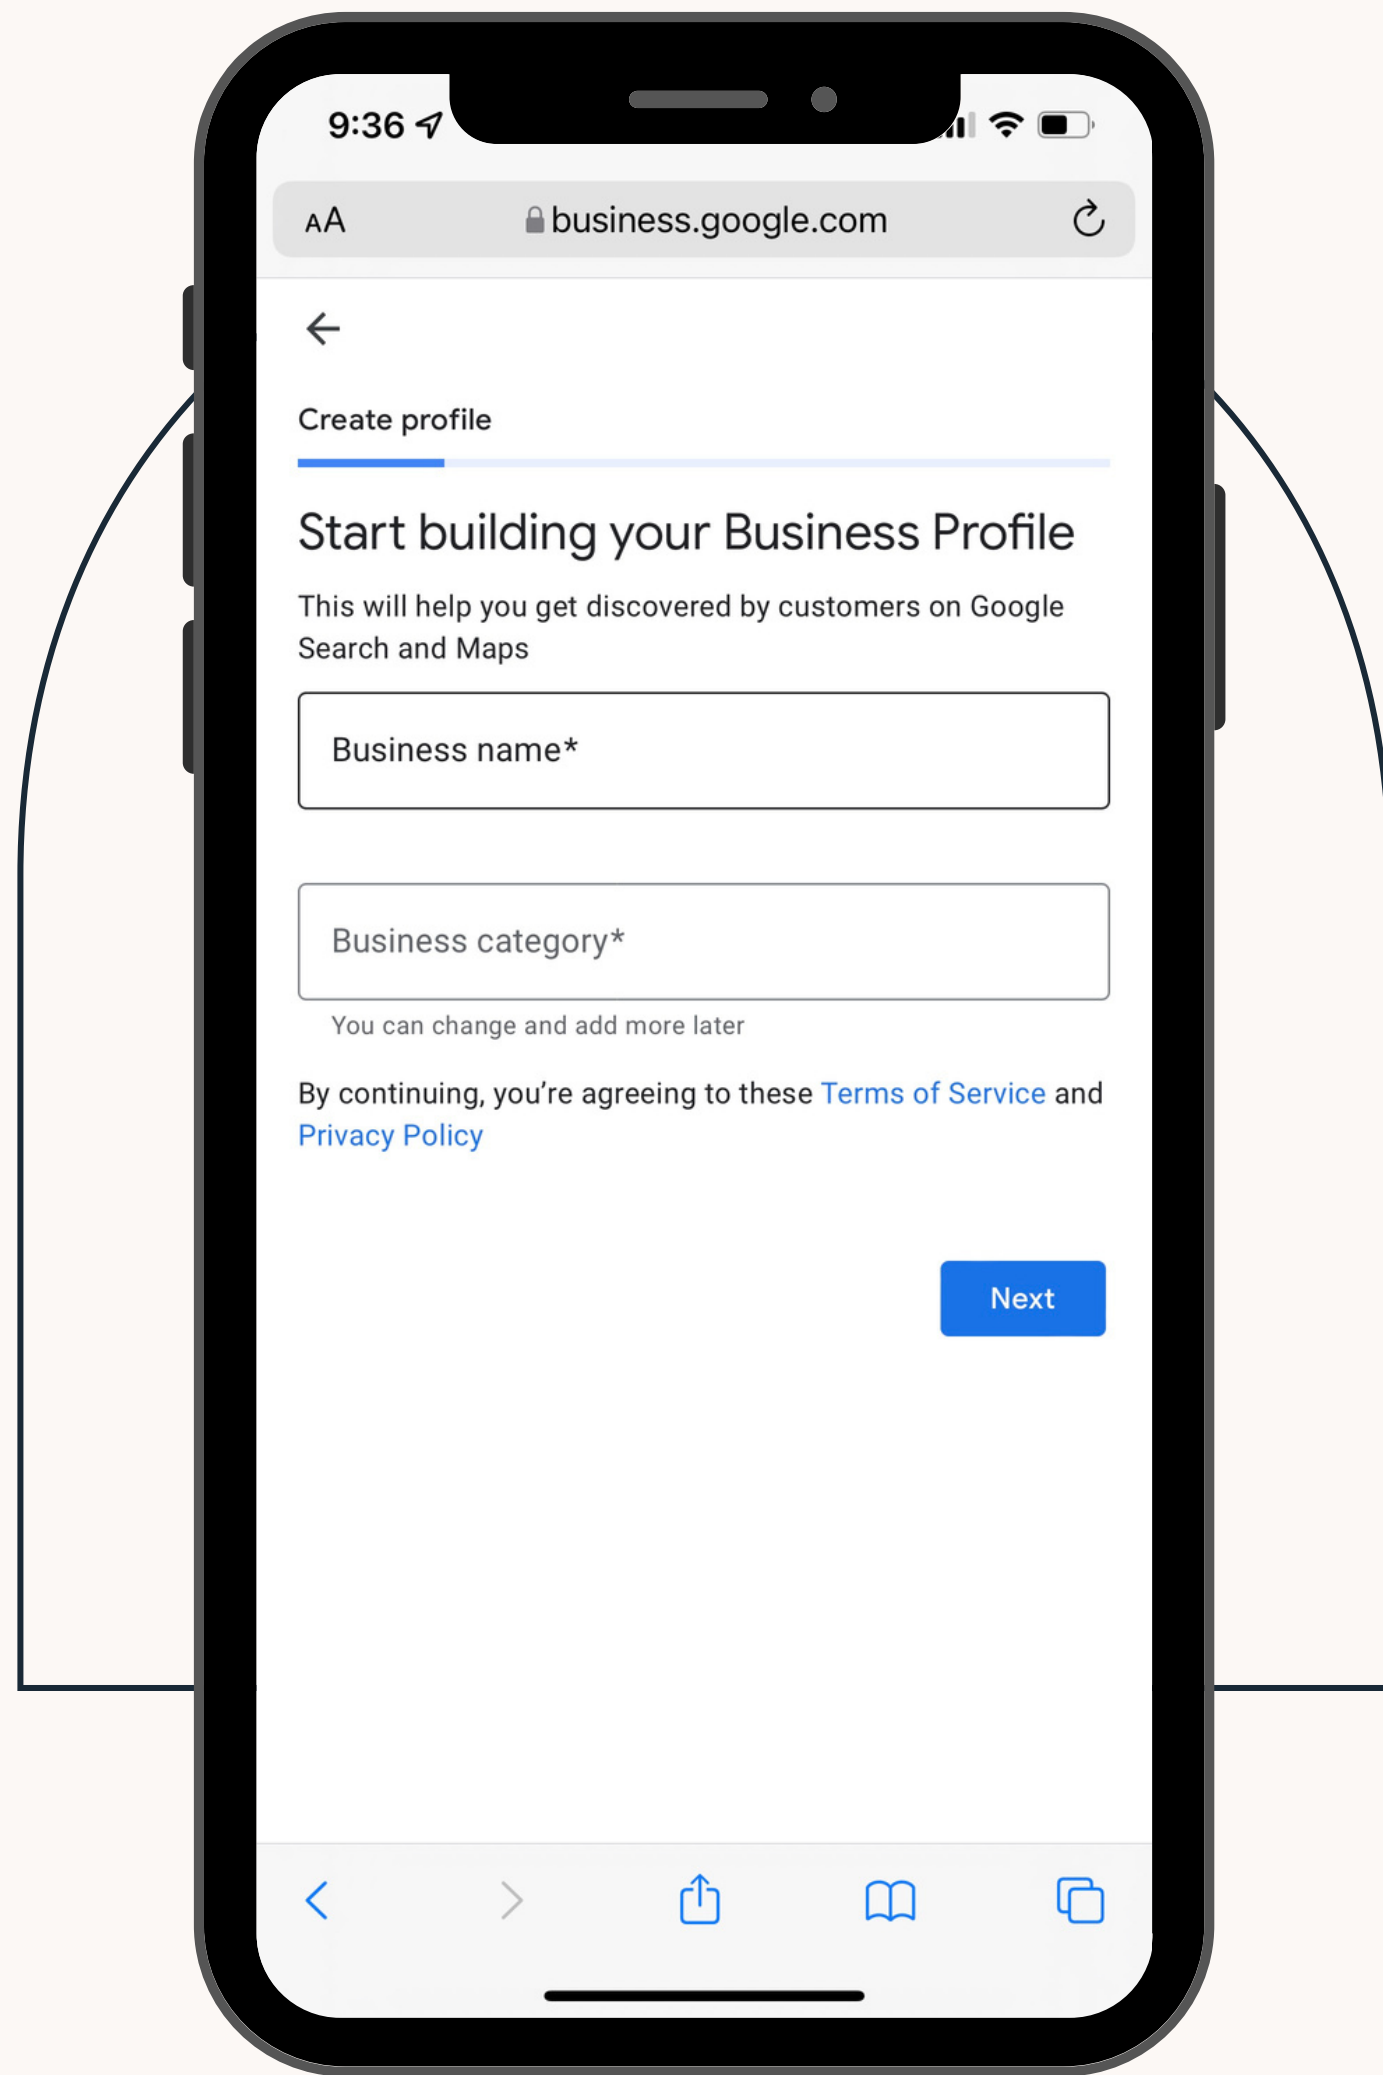 9:36
AA
business.google.com
Create profile
Start building your Business Profile
This will help you get discovered by customers on Google
Search and Maps
Business name*
Business category*
You can change and add more later
By continuing, you’re agreeing to these Terms of Service and
Privacy Policy
Next